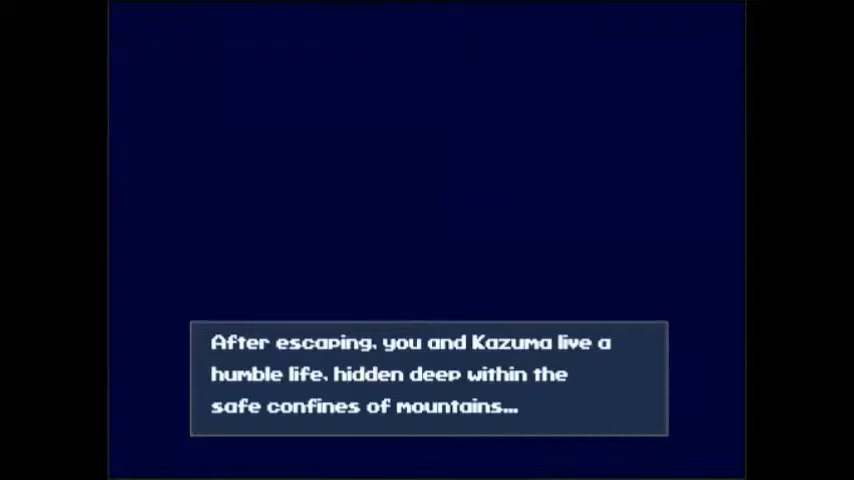 After escaping, you and Kazuma live a
humble life, hidden deep within the
safe confines of mountains...